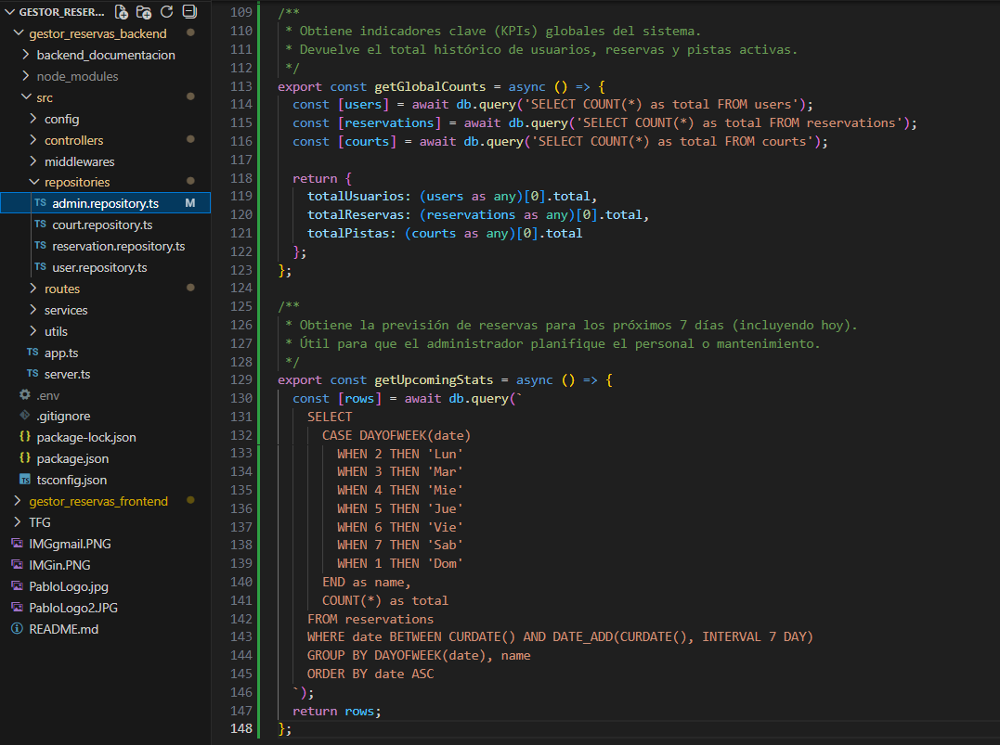 GESTOR_RESER...
gestor_reservas_backend
backend_documentacion
node_modules
src
config
controllers
middlewares
repositories
TS admin.repository.ts M
TS court.repository.ts
TS reservation.repository.ts
TS user.repository.ts
routes
services
utils
TS app.ts
TS server.ts
.env
.gitignore
{} package-lock.json
{} package.json
TS tsconfig.json
gestor_reservas_frontend
TFG
IMGgmail.PNG
IMGin.PNG
PabloLogo.jpg
PabloLogo2.JPG
README.md
109 /**
110  * Obtiene indicadores clave (KPIs) globales del sistema.
111  * Devuelve el total histórico de usuarios, reservas y pistas activas.
112  */
113 export const getGlobalCounts = async () => {
114   const [users] = await db.query('SELECT COUNT(*) as total FROM users');
115   const [reservations] = await db.query('SELECT COUNT(*) as total FROM reservations');
116   const [courts] = await db.query('SELECT COUNT(*) as total FROM courts');
117
118   return {
119     totalUsuarios: (users as any)[0].total,
120     totalReservas: (reservations as any)[0].total,
121     totalPistas: (courts as any)[0].total
122   };
123 };
124
125 /**
126  * Obtiene la previsión de reservas para los próximos 7 días (incluyendo hoy).
127  * Útil para que el administrador planifique el personal o mantenimiento.
128  */
129 export const getUpcomingStats = async () => {
130   const [rows] = await db.query(`
131     SELECT
132       CASE DAYOFWEEK(date)
133         WHEN 2 THEN 'Lun'
134         WHEN 3 THEN 'Mar'
135         WHEN 4 THEN 'Mie'
136         WHEN 5 THEN 'Jue'
137         WHEN 6 THEN 'Vie'
138         WHEN 7 THEN 'Sab'
139         WHEN 1 THEN 'Dom'
140       END as name,
141       COUNT(*) as total
142     FROM reservations
143     WHERE date BETWEEN CURDATE() AND DATE_ADD(CURDATE(), INTERVAL 7 DAY)
144     GROUP BY DAYOFWEEK(date), name
145     ORDER BY date ASC
146   `);
147   return rows;
148 };